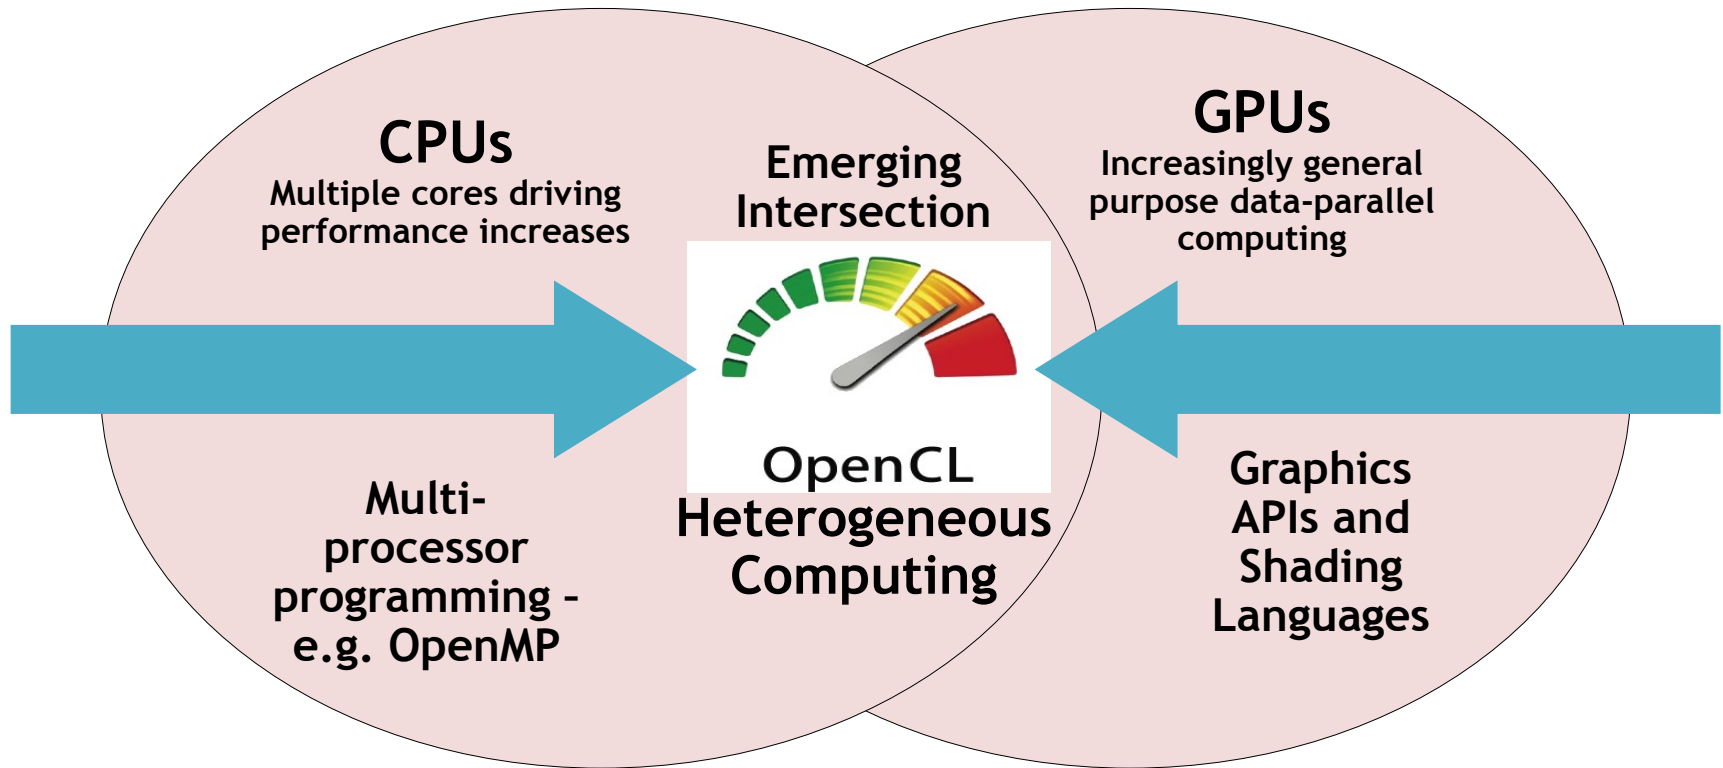 CPUs
Multiple cores driving
performance increases
Multi-
processor
programming –
e.g. OpenMP
Emerging
Intersection
OpenCL
Heterogeneous
Computing
GPUs
Increasingly general
purpose data-parallel
computing
Graphics
APIs and
Shading
Languages